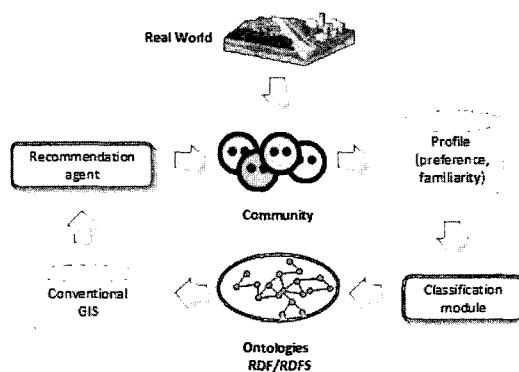 Real World
Recommendation
agent
Community
Profile
(preference,
familiarity)
Conventional
GIS
Ontologies
RDF/RDFS
Classification
module